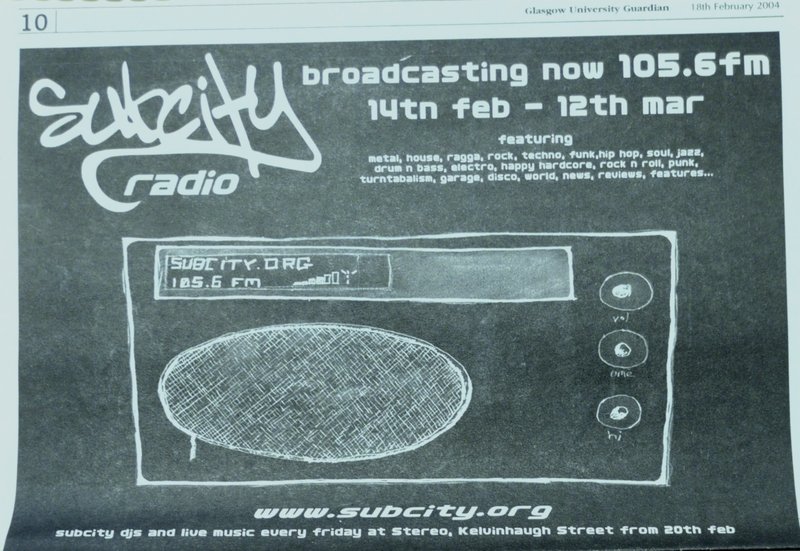 10
Glasgow University Guardian 18th February 2004
subcity
radio
broadcasting now 105.6fm
14tn feb - 12th mar
featuring
metal, house, ragga, rock, techno, funk,hip hop, soul, jazz,
drum n bass, electro, happy hardcore, rock n roll, punk,
turntabalism, garage, disco, world, news, reviews, features...
SUBCITY.ORG
105.6 FM
vol
hi
www.subcity.org
subcity djs and live music every friday at Stereo, Kelvinhaugh Street from 20th feb